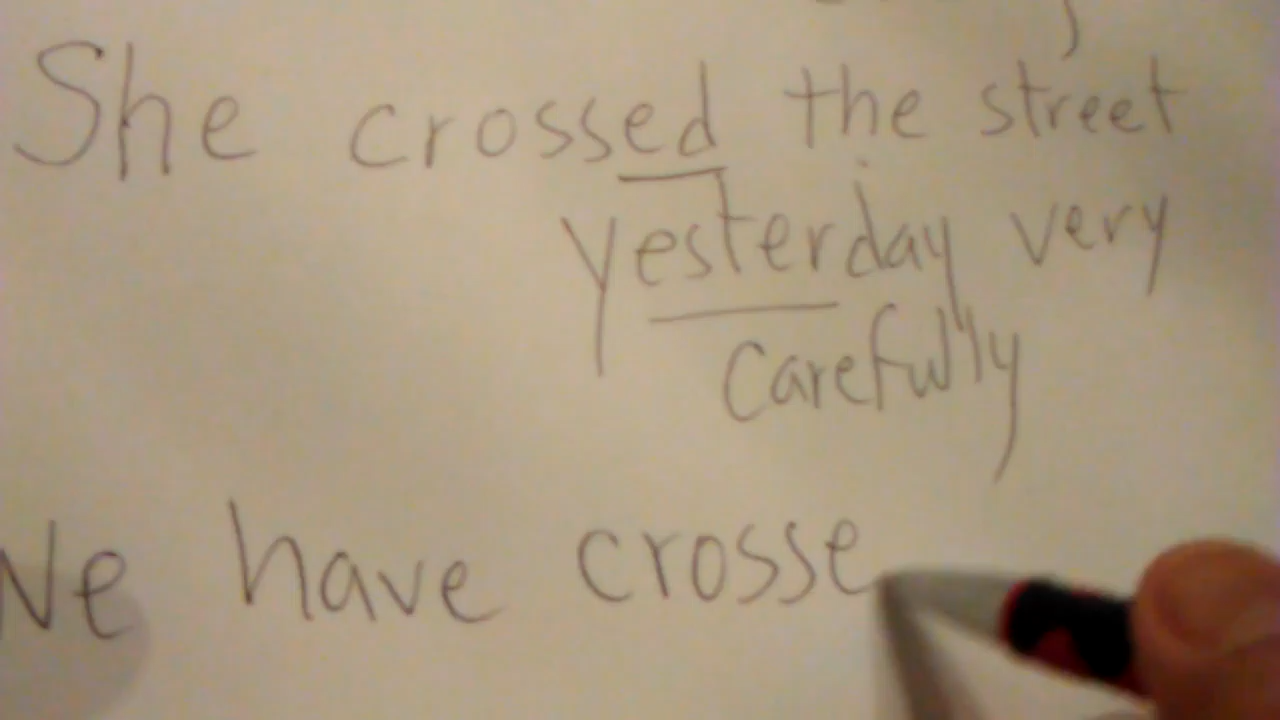 She crossed the street
yesterday very
carefully
We have crosse